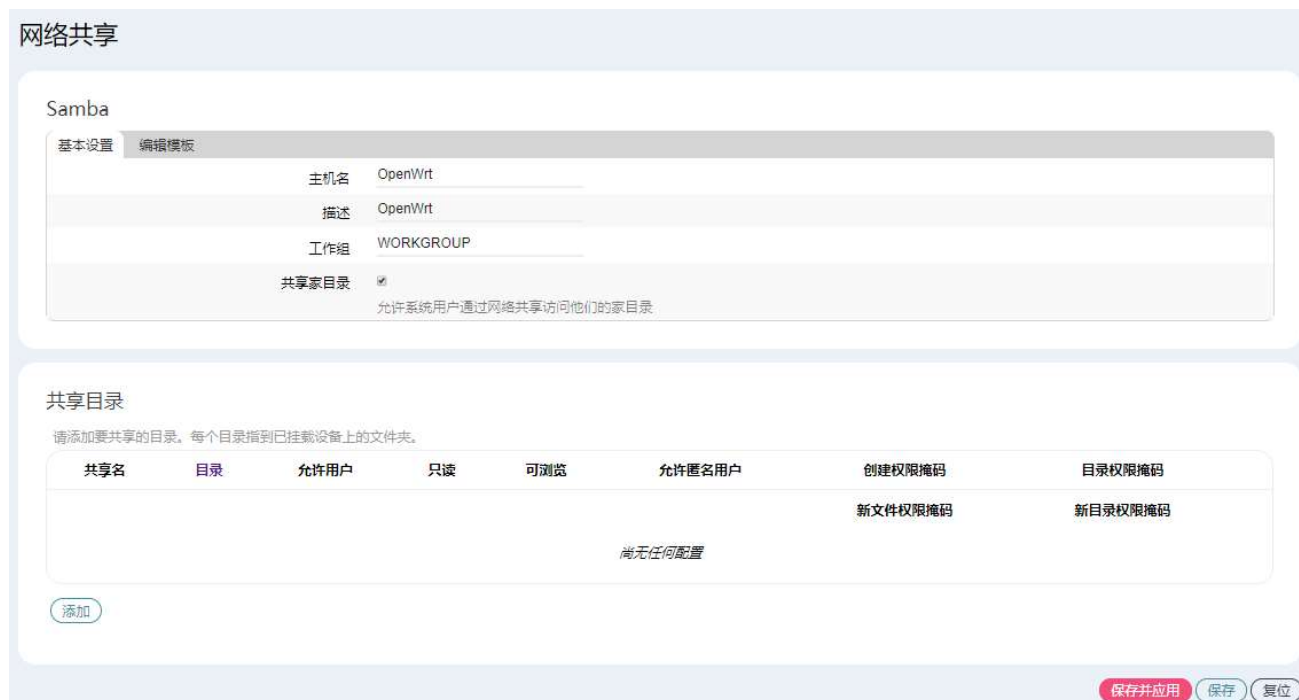 网络共享
Samba
基本设置 编辑模板
主机名 OpenWrt
描述 OpenWrt
工作组 WORKGROUP
共享家目录
允许系统用户通过网络共享访问他们的家目录
共享目录
请添加要共享的目录。每个目录指到已挂载设备上的文件夹。
共享名 目录 允许用户 只读 可浏览 允许匿名用户 创建权限掩码 目录权限掩码
新文件权限掩码 新目录权限掩码
尚无任何配置
添加
保存并应用 保存 复位